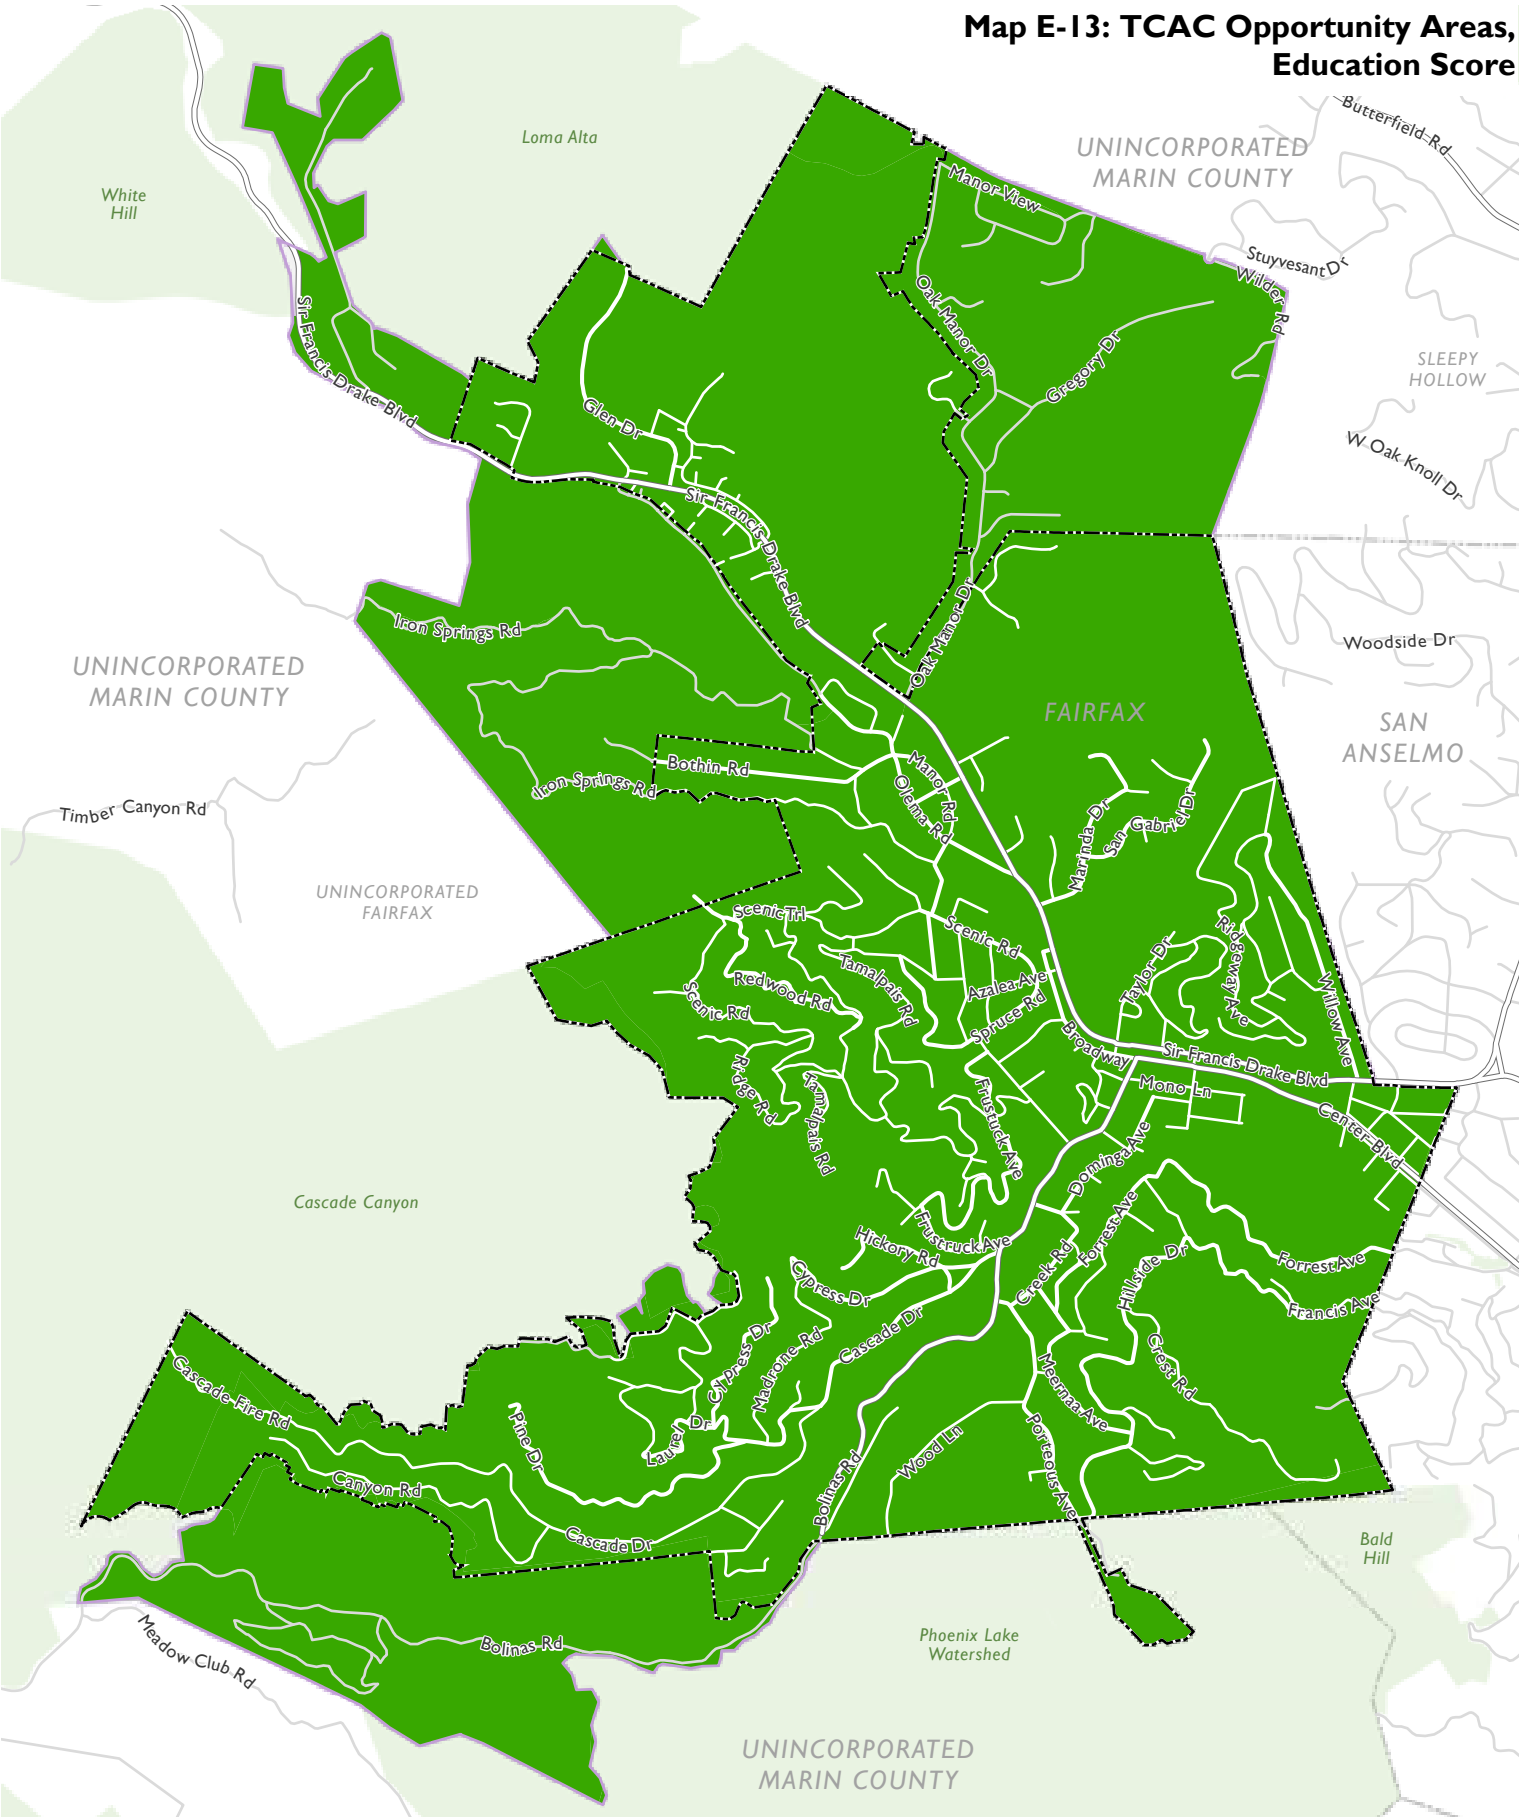 Map E-13: TCAC Opportunity Areas,
Education Score
Butterfield Rd
Loma Alta
UNINCORPORATED
MARIN COUNTY
Manor View
White
Hill
Stuyvesant Dr
Wilder Rd
Sir Francis Drake Blvd
Oak Manor Dr
Gregory Dr
SLEEPY
HOLLOW
Glen Dr
W Oak Knoll Dr
Sir Francis Drake Blvd
Iron Springs Rd
Oak Manor Dr
Woodside Dr
UNINCORPORATED
MARIN COUNTY
FAIRFAX
SAN
ANSELMO
Bothin Rd
Manor Rd
Iron Springs Rd
Olema Rd
Timber Canyon Rd
Marinda Dr
San Gabriel Dr
UNINCORPORATED
FAIRFAX
Scenic Trl
Scenic Rd
Ridgeway Ave
Taylor Dr
Tamalpais Rd
Redwood Rd
Azalea Ave
Scenic Rd
Spruce Rd
Willow Ave
Broadway
Sir Francis Drake Blvd
Ridge Rd
Tamalpais Rd
Mono Ln
Frustuck Ave
Center Blvd
Dominga Ave
Cascade Canyon
Frustruck Ave
Hickory Rd
Forrest Ave
Creek Rd
Hillside Dr
Forrest Ave
Cypress Dr
Francis Ave
Cascade Dr
Cypress Dr
Madrone Rd
Crest Rd
Cascade Fire Rd
Meernaa Ave
Pine Dr
Laurel Dr
Wood Ln
Porteous Ave
Canyon Rd
Bolinas Rd
Cascade Dr
Bald
Hill
Meadow Club Rd
Bolinas Rd
Phoenix Lake
Watershed
UNINCORPORATED
MARIN COUNTY